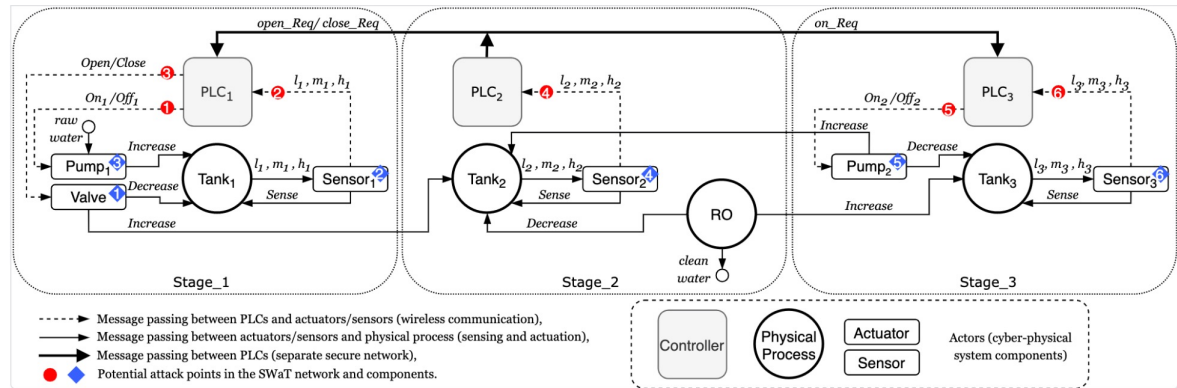 open_Req/ close_Req
on_Req
Open/Close
3
PLC₁
2
l₁, m₁, h₁
PLC₂
4
l₂, m₂, h₂
PLC₃
6
l₃, m₃, h₃
On₁/Off₁
1
On₂/Off₂
5
raw
water
Increase
Increase
Pump₁
3
Tank₁
l₁, m₁, h₁
Sensor₁
2
Tank₂
l₂, m₂, h₂
Sensor₂
4
Pump₂
5
Decrease
Tank₃
l₃, m₃, h₃
Sensor₃
6
Valve
1
Decrease
Sense
Sense
RO
Sense
Increase
Decrease
Increase
clean
water
Stage_1
Stage_2
Stage_3
Message passing between PLCs and actuators/sensors (wireless communication),
Message passing between actuators/sensors and physical process (sensing and actuation),
Message passing between PLCs (separate secure network),
Potential attack points in the SWaT network and components.
Controller
Physical
Process
Actuator
Sensor
Actors (cyber-physical
system components)